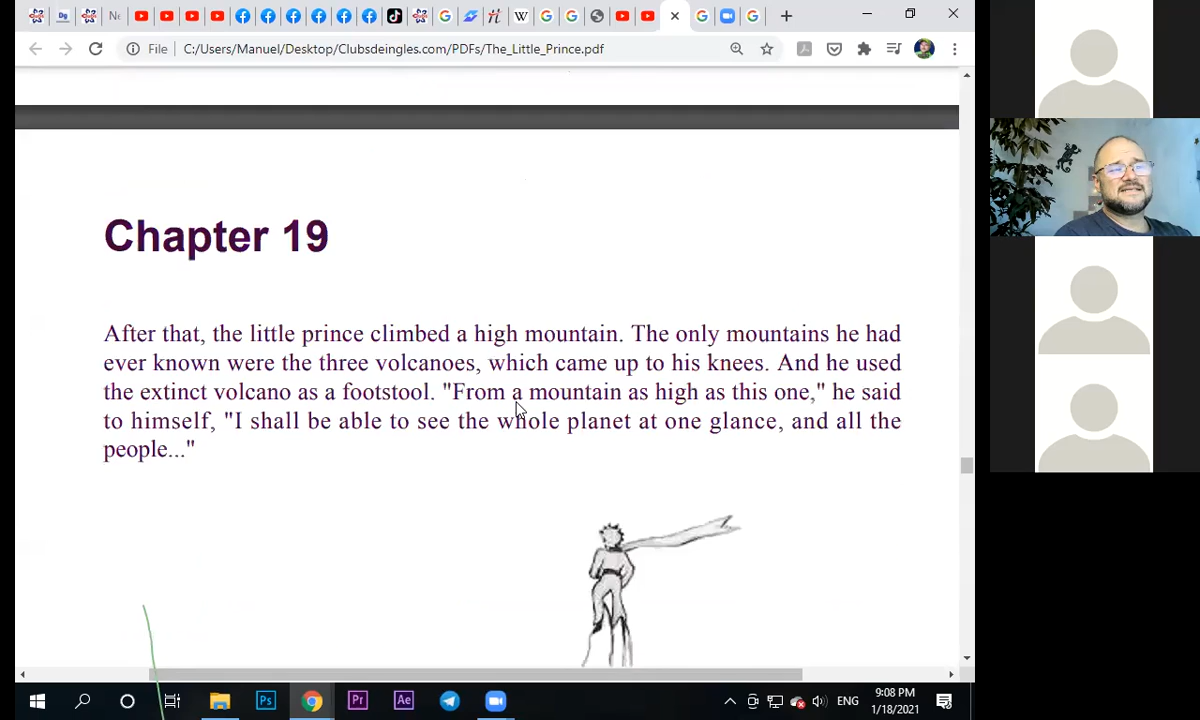 Ne
File
C:/Users/Manuel/Desktop/Clubsdeingles.com/PDFs/The_Little_Prince.pdf
Chapter 19
After that, the little prince climbed a high mountain. The only mountains he had
ever known were the three volcanoes, which came up to his knees. And he used
the extinct volcano as a footstool. "From a mountain as high as this one," he said
to himself, "I shall be able to see the whole planet at one glance, and all the
people..."
Ps
Pr
Ae
ENG
9:08 PM
1/18/2021